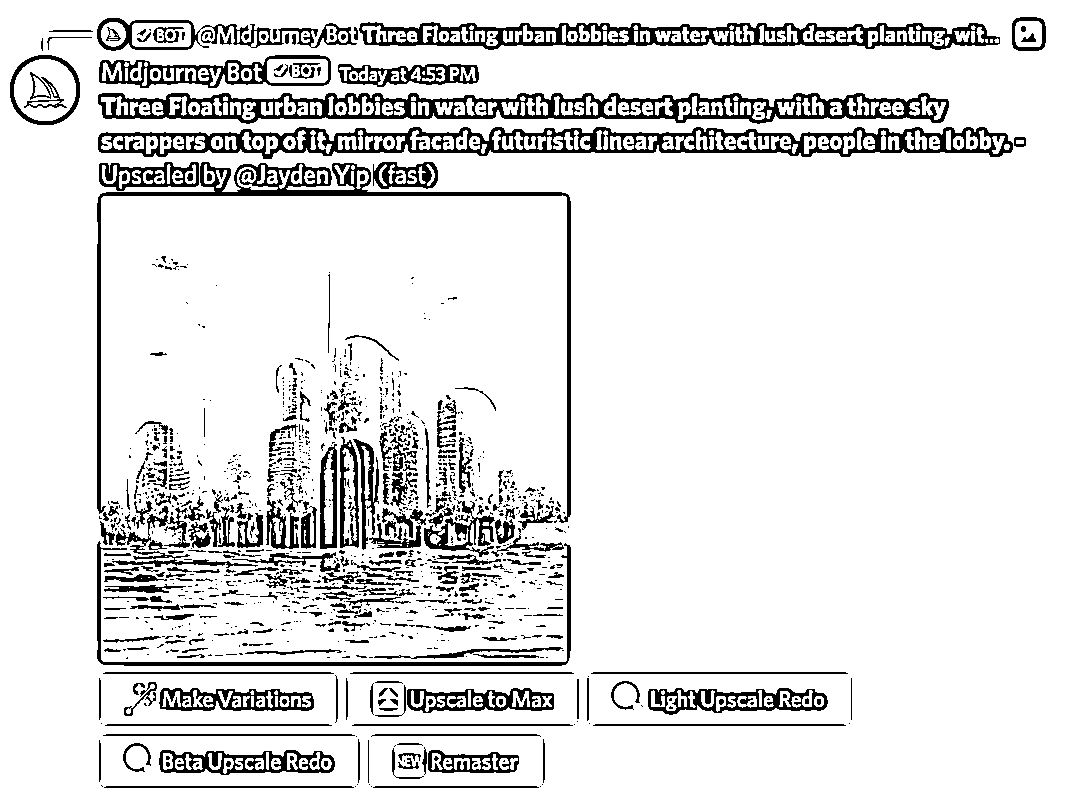 ✓BOT @Midjourney Bot Three Floating urban lobbies in water with lush desert planting, wit...
Midjourney Bot ✓BOT Today at 4:53 PM
Three Floating urban lobbies in water with lush desert planting, with a three sky
scrappers on top of it, mirror facade, futuristic linear architecture, people in the lobby. -
Upscaled by @Jayden Yip (fast)
Make Variations Upscale to Max Light Upscale Redo
Beta Upscale Redo NEW Remaster